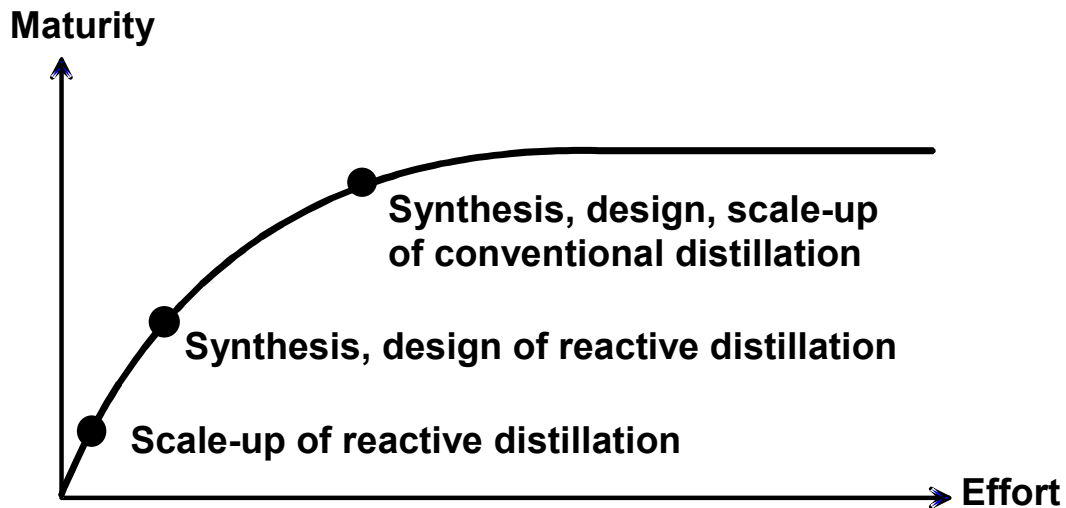 Maturity
Synthesis, design, scale-up
of conventional distillation
Synthesis, design of reactive distillation
Scale-up of reactive distillation
Effort